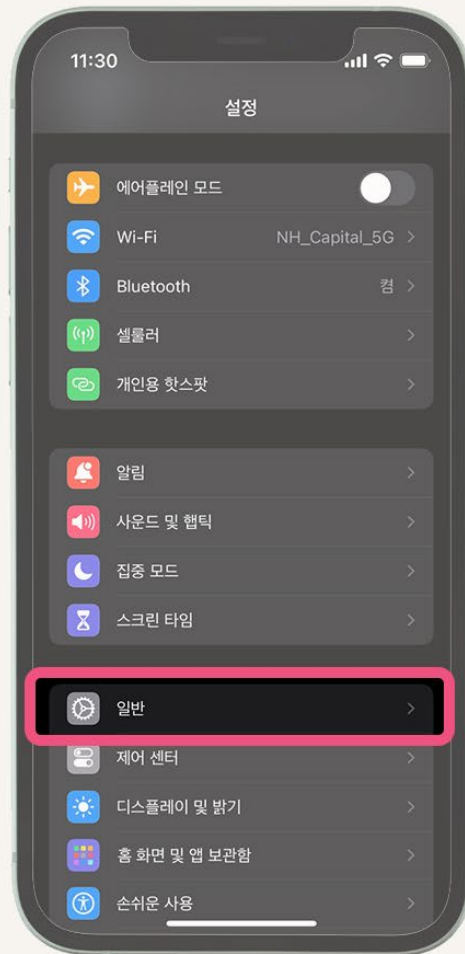 11:30
설정
에어플레인 모드
Wi-Fi NH_Capital_5G
Bluetooth 켬
셀룰러
개인용 핫스팟
알림
사운드 및 햅틱
집중 모드
스크린 타임
일반
제어 센터
디스플레이 및 밝기
홈 화면 및 앱 보관함
손쉬운 사용